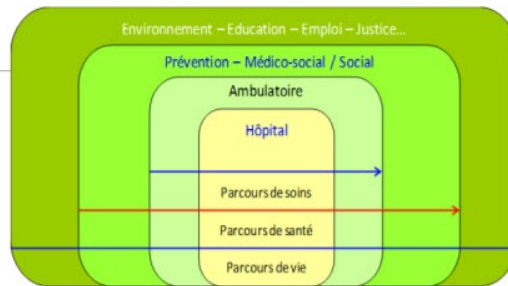 Environnement – Education – Emploi – Justice...
Prévention – Médico-social / Social
Ambulatoire
Hôpital
Parcours de soins
Parcours de santé
Parcours de vie